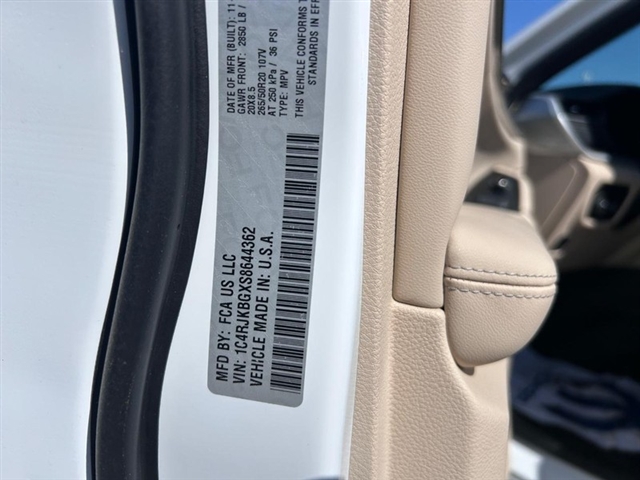 MFD BY: FCA US LLC
VIN: 1C4RJKBGXS8644362
VEHICLE MADE IN: U.S.A.
DATE OF MFR (BUILT): 11
GAWR FRONT: 2850 LB /
20X8.5
265/50R20 107V
AT 250 kPa / 36 PSI
TYPE: MPV
THIS VEHICLE CONFORMS T
STANDARDS IN EFF